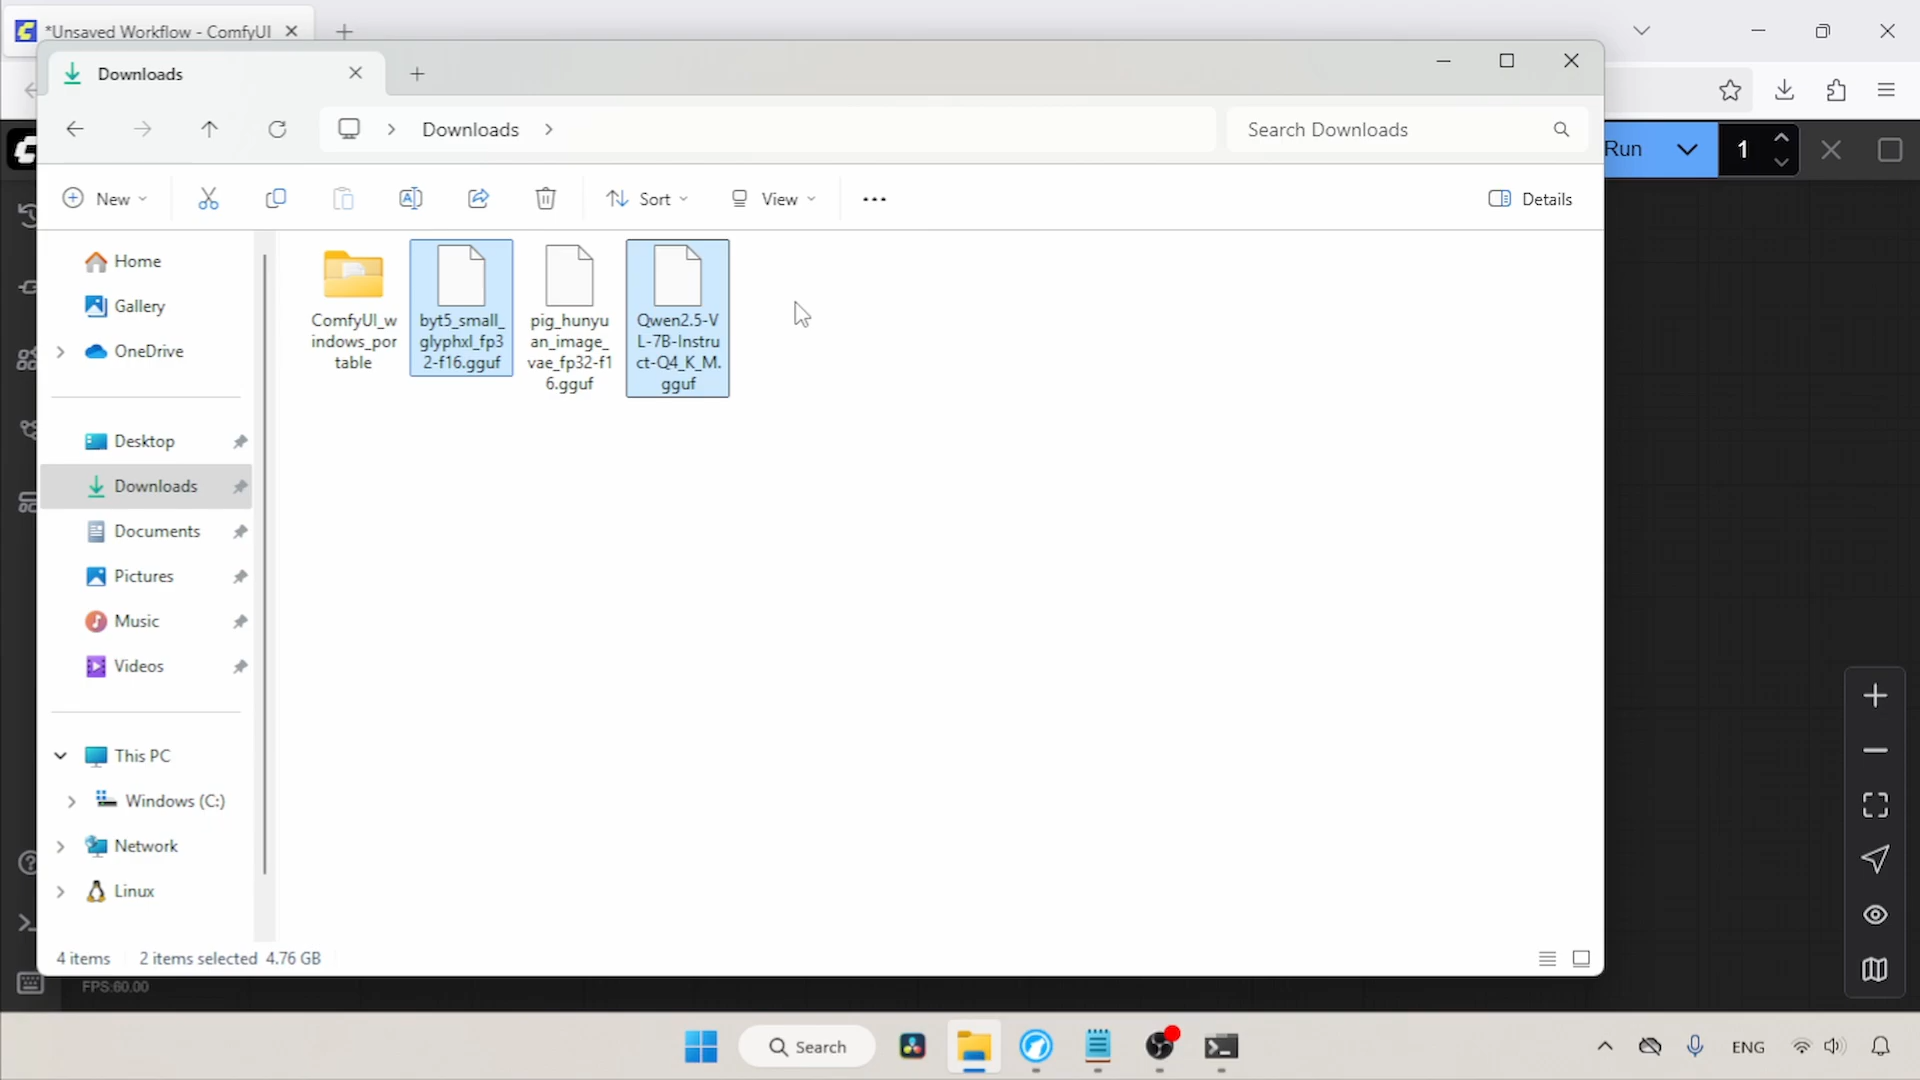 *Unsaved Workflow - ComfyUI
Downloads
Downloads
Search Downloads
Run
1
New
Sort
View
Details
Home
Gallery
OneDrive
Desktop
Downloads
Documents
Pictures
Music
Videos
This PC
Windows (C:)
Network
Linux
ComfyUI_w
indows_por
table
byt5_small_
glyphxl_fp3
2-f16.gguf
pig_hunyu
an_image_
vae_fp32-f1
6.gguf
Qwen2.5-V
L-7B-Instru
ct-Q4_K_M.
gguf
4 items
2 items selected 4.76 GB
FPS:60.00
Search
ENG